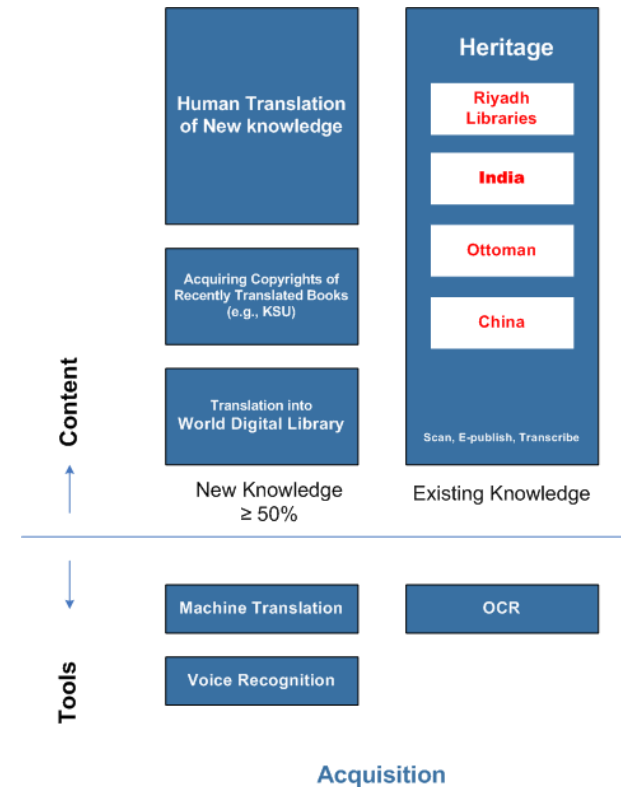 Human Translation
of New knowledge
Acquiring Copyrights of
Recently Translated Books
(e.g., KSU)
Translation into
World Digital Library
New Knowledge
≥ 50%
Heritage
Riyadh
Libraries
India
Ottoman
China
Scan, E-publish, Transcribe
Existing Knowledge
Content
Tools
Machine Translation
Voice Recognition
OCR
Acquisition